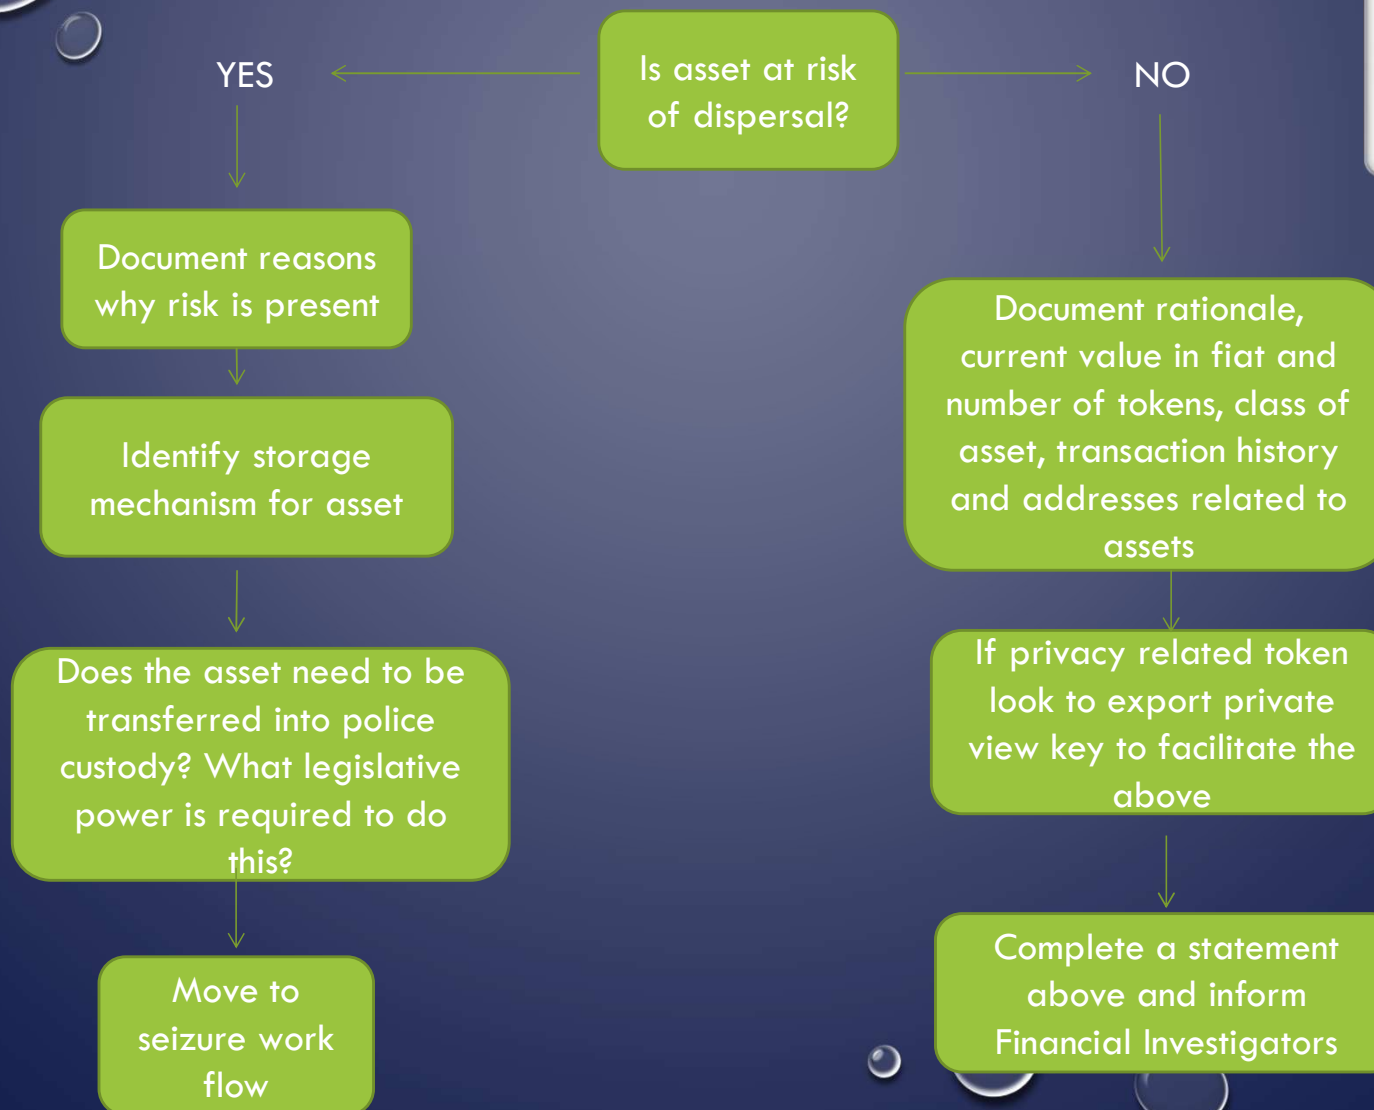 Is asset at risk
of dispersal?
YES
NO
Document reasons
why risk is present
Identify storage
mechanism for asset
Does the asset need to be
transferred into police
custody? What legislative
power is required to do
this?
Move to
seizure work
flow
Document rationale,
current value in fiat and
number of tokens, class of
asset, transaction history
and addresses related to
assets
If privacy related token
look to export private
view key to facilitate the
above
Complete a statement
above and inform
Financial Investigators